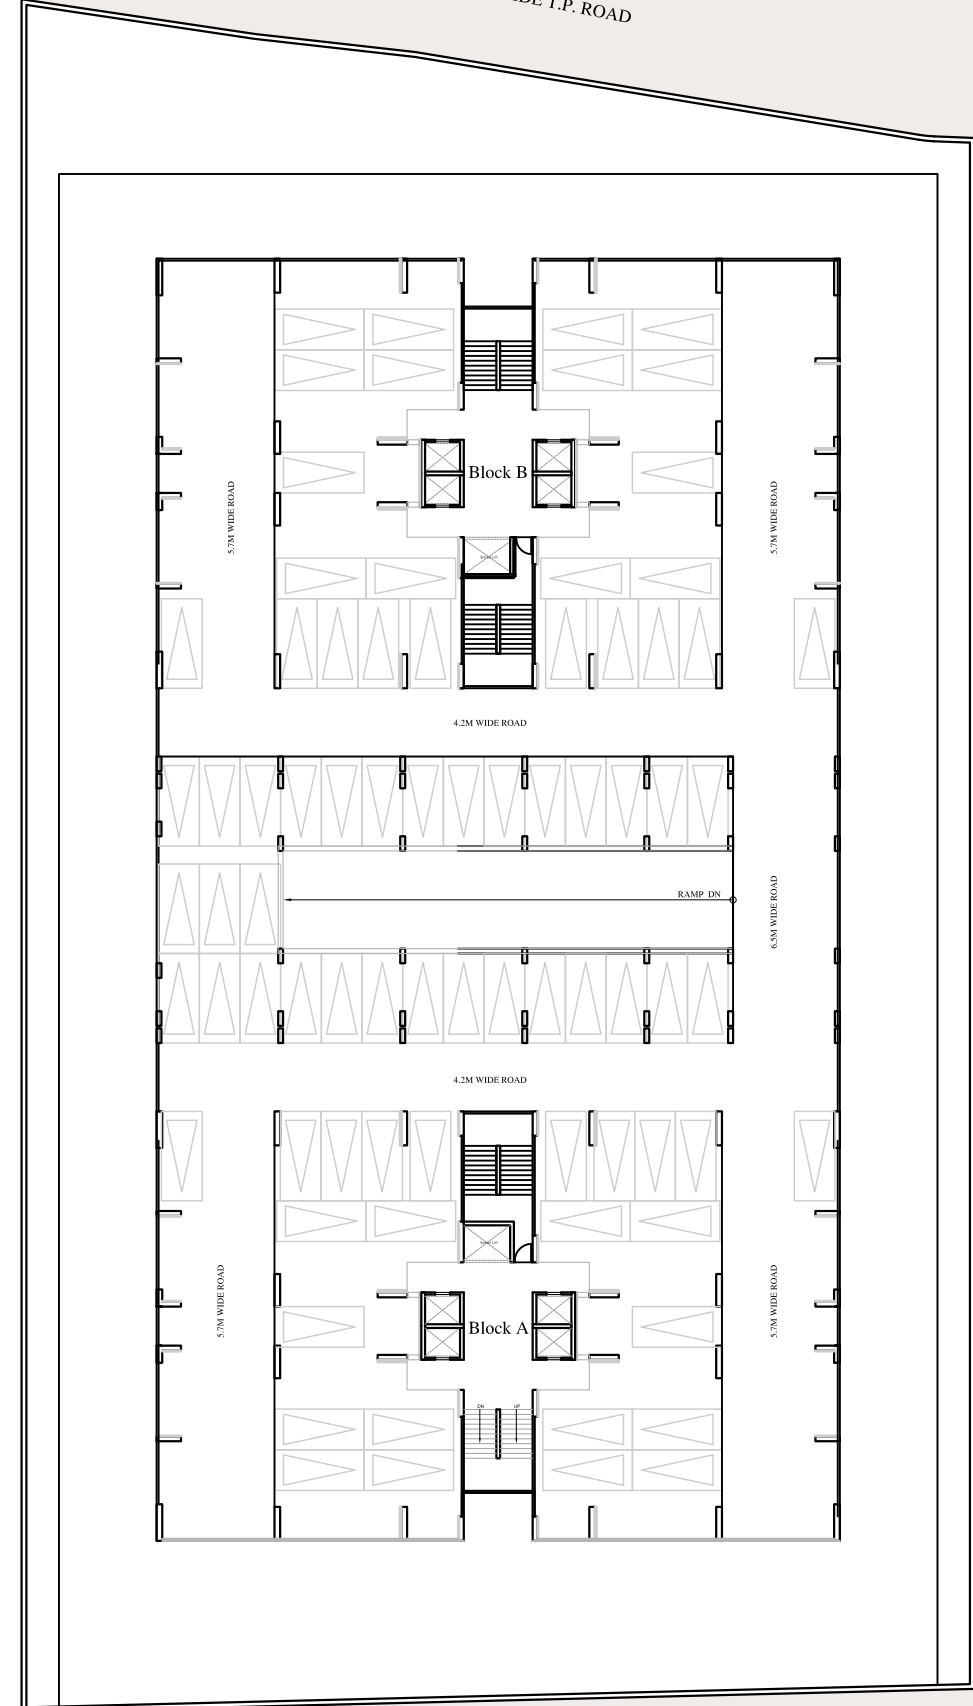 T.P. ROAD
Block B
5.7M WIDE ROAD
5.7M WIDE ROAD
4.2M WIDE ROAD
RAMP DN
6.5M WIDE ROAD
4.2M WIDE ROAD
5.7M WIDE ROAD
Block A
5.7M WIDE ROAD
DN
UP